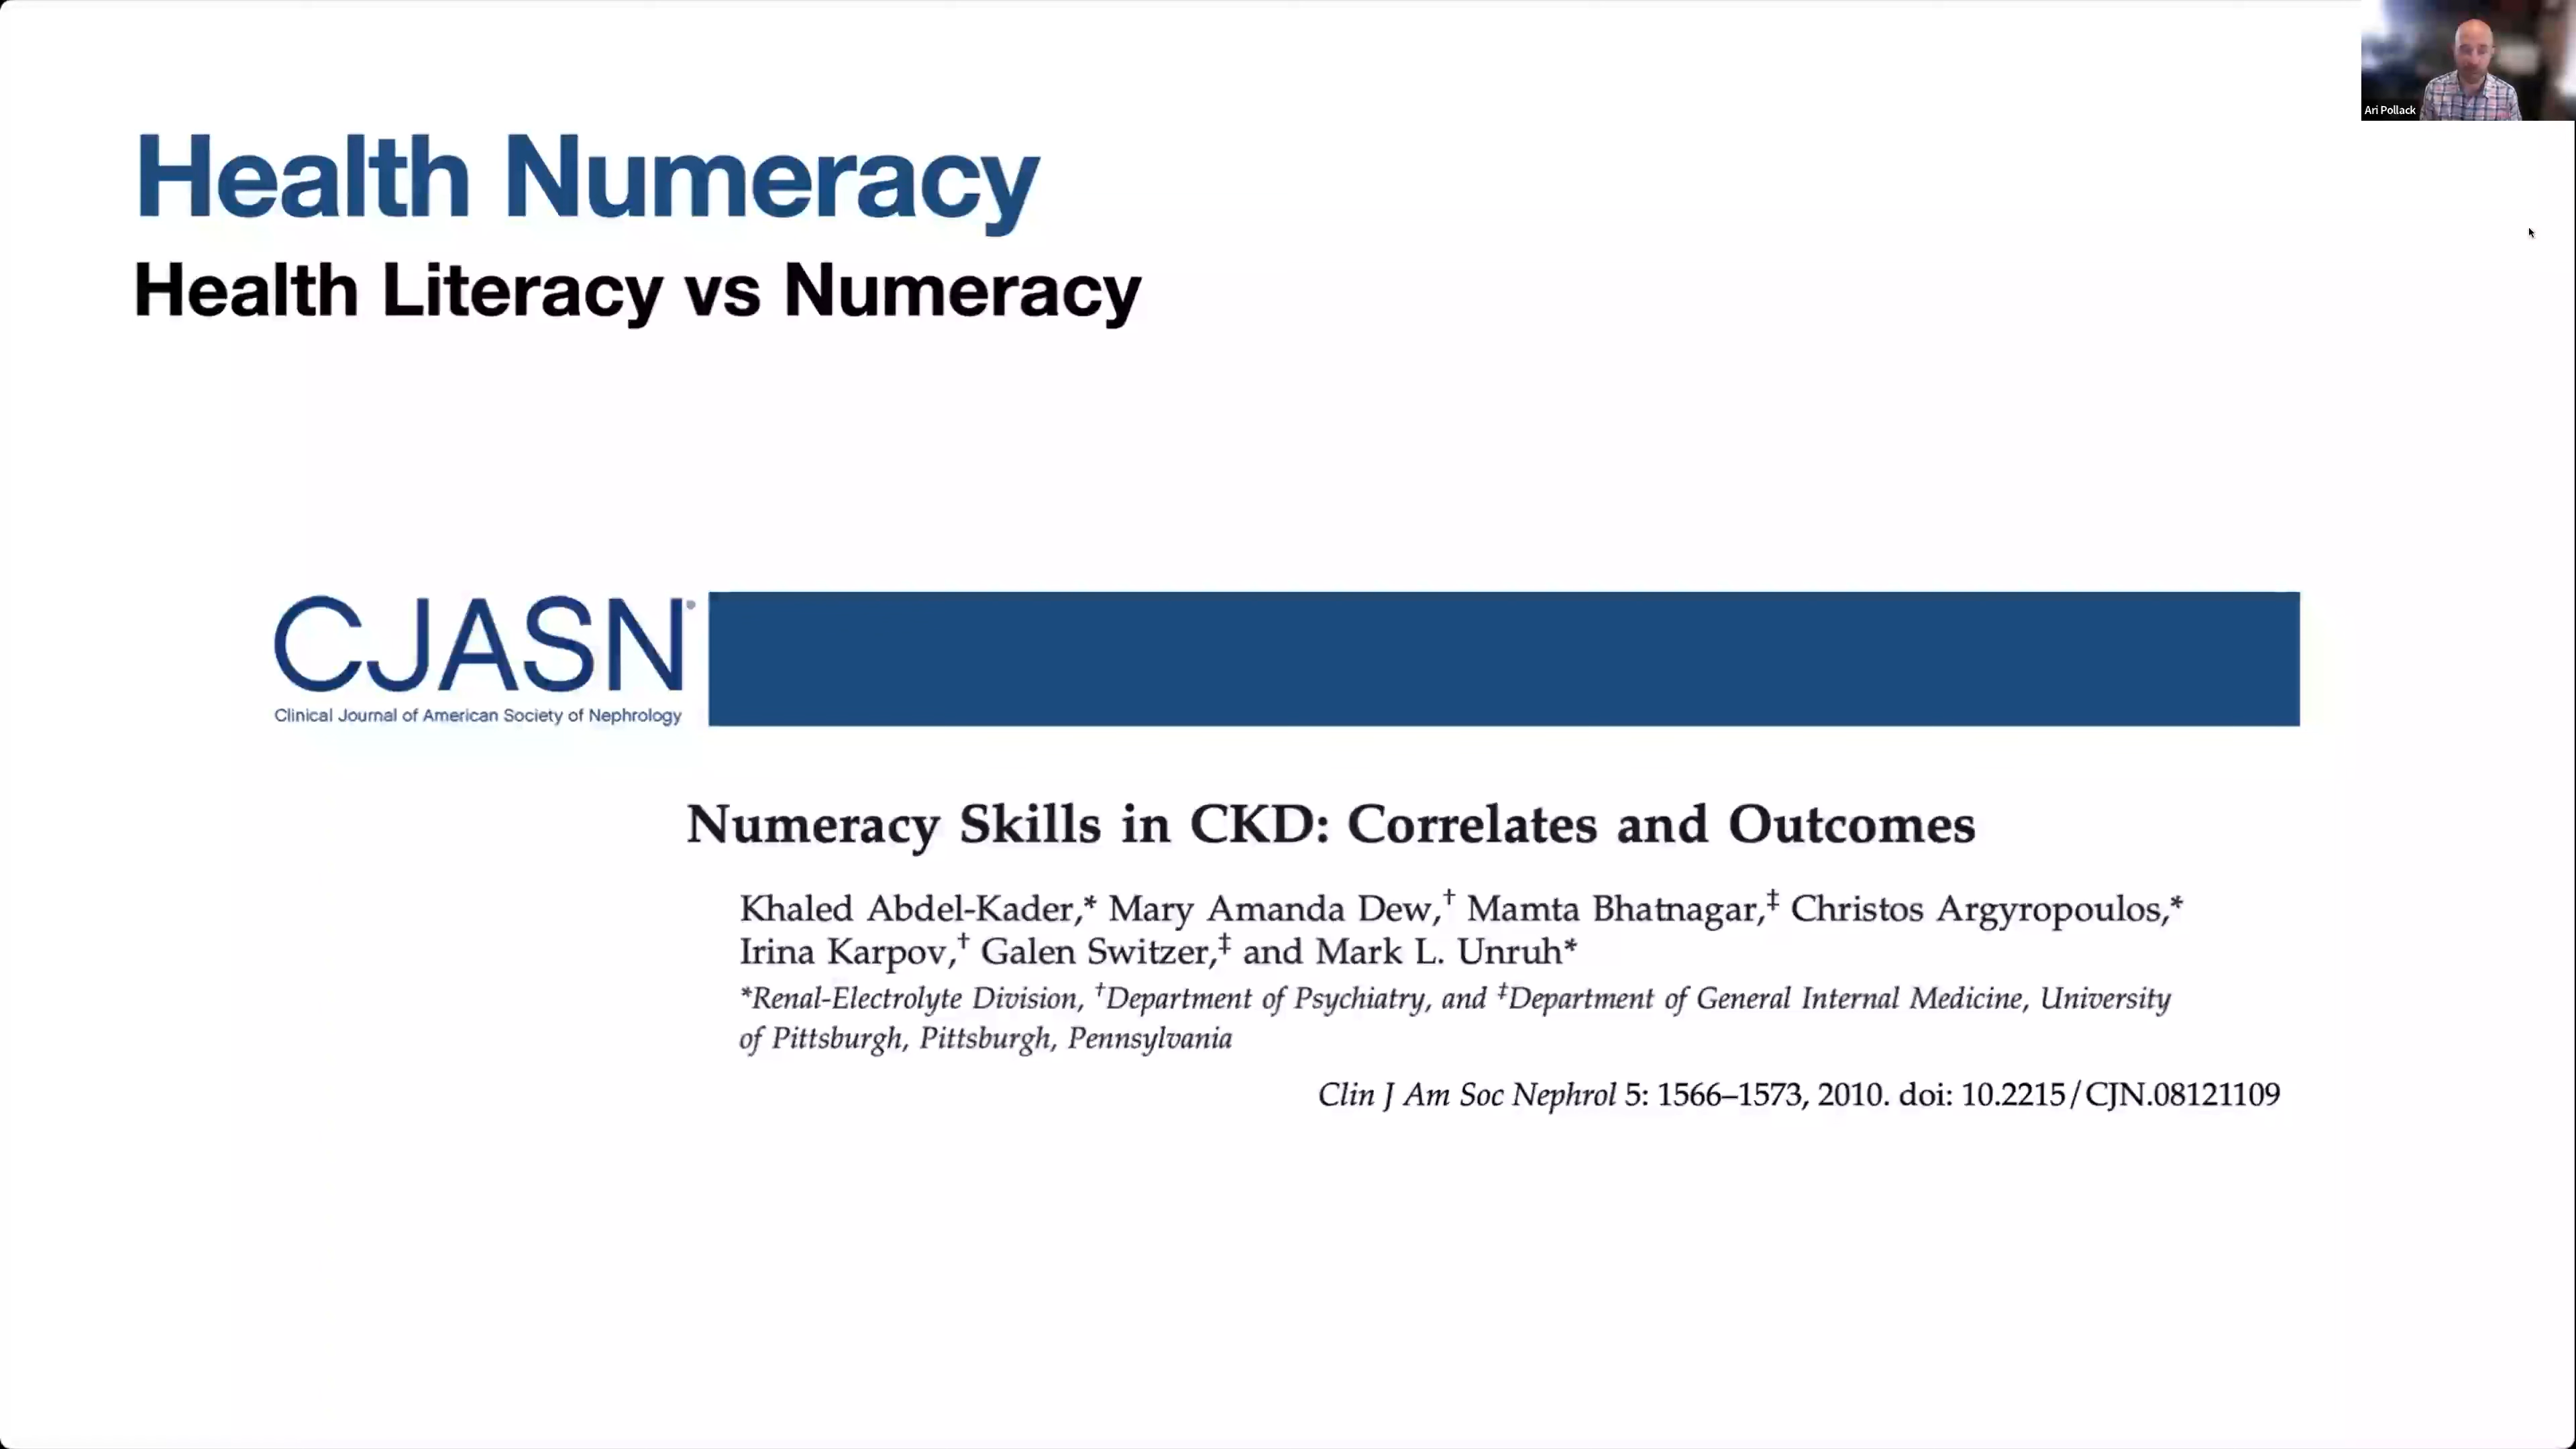 Ari Pollack
Health Numeracy
Health Literacy vs Numeracy
CJASN
Clinical Journal of American Society of Nephrology
Numeracy Skills in CKD: Correlates and Outcomes
Khaled Abdel-Kader,* Mary Amanda Dew,† Mamta Bhatnagar,‡ Christos Argyropoulos,*
Irina Karpov,† Galen Switzer,‡ and Mark L. Unruh*
*Renal-Electrolyte Division, †Department of Psychiatry, and ‡Department of General Internal Medicine, University
of Pittsburgh, Pittsburgh, Pennsylvania
Clin J Am Soc Nephrol 5: 1566–1573, 2010. doi: 10.2215/CJN.08121109